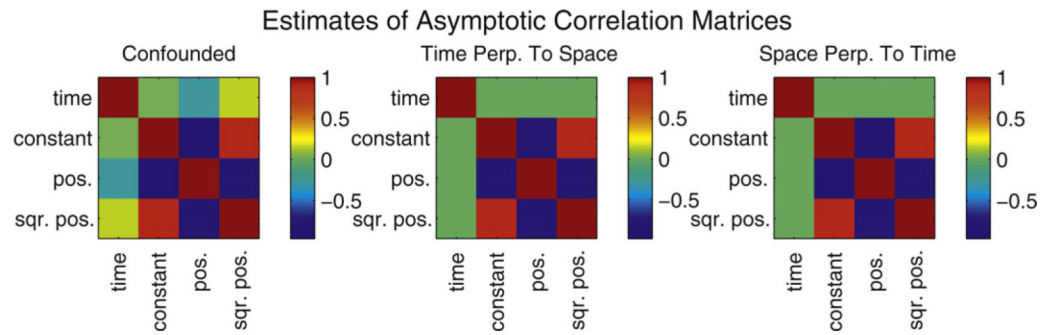 Estimates of Asymptotic Correlation Matrices
Confounded
time
constant
pos.
sqr. pos.
time
constant
pos.
sqr. pos.
1
0.5
0
−0.5
Time Perp. To Space
time
constant
pos.
sqr. pos.
time
constant
pos.
sqr. pos.
1
0.5
0
−0.5
Space Perp. To Time
time
constant
pos.
sqr. pos.
time
constant
pos.
sqr. pos.
1
0.5
0
−0.5